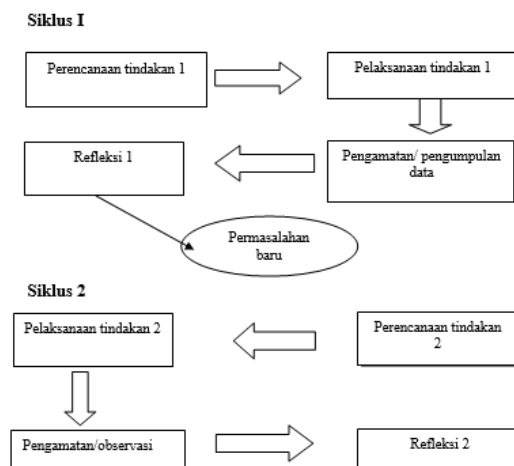 Siklus I
Perencanaan tindakan 1
Pelaksanaan tindakan 1
Refleksi 1
Pengamatan/ pengumpulan
data
Permasalahan
baru
Siklus 2
Pelaksanaan tindakan 2
Perencanaan tindakan
2
Pengamatan/observasi
Refleksi 2